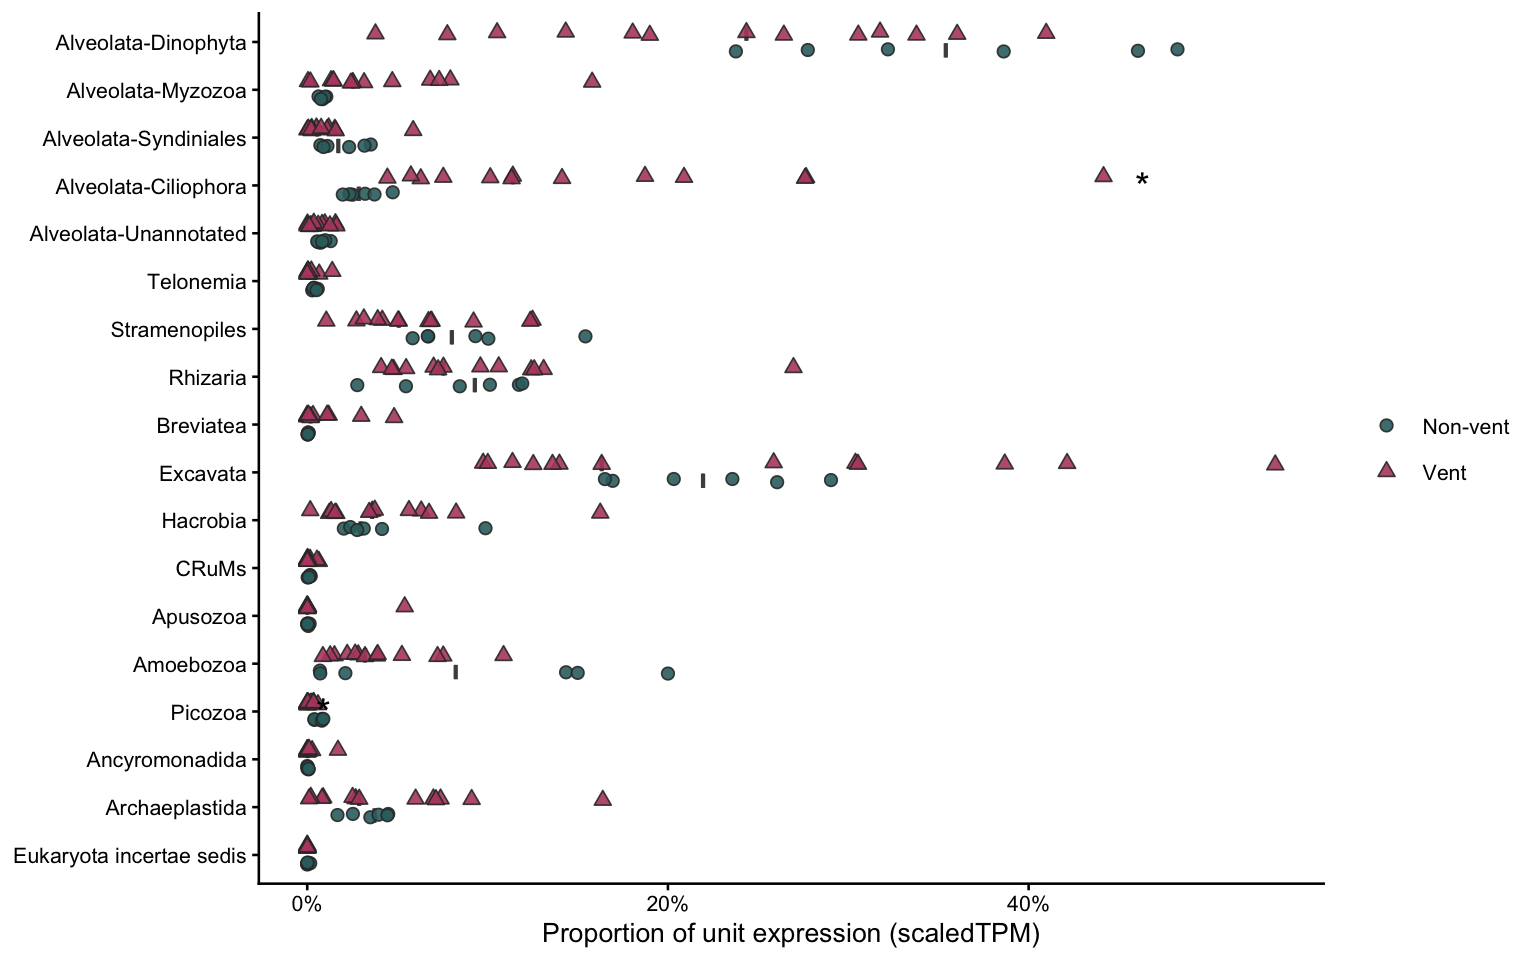 Alveolata-Dinophyta
Alveolata-Myzozoa
Alveolata-Syndiniales
Alveolata-Ciliophora
*
Alveolata-Unannotated
Telonemia
Stramenopiles
Rhizaria
Breviatea
Non-vent
Excavata
Vent
Hacrobia
CRuMs
Apusozoa
Amoebozoa
Picozoa
*
Ancyromonadida
Archaeplastida
Eukaryota incertae sedis
0% 20% 40%
Proportion of unit expression (scaledTPM)